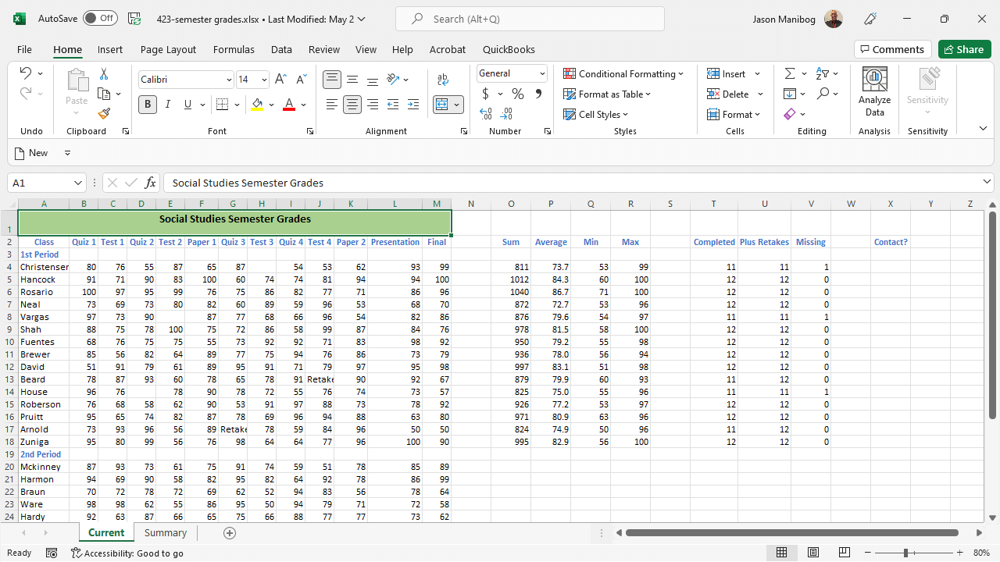 AutoSave Off 423-semester grades.xlsx • Last Modified: May 2 Search (Alt+Q) Jason Manibog
File Home Insert Page Layout Formulas Data Review View Help Acrobat QuickBooks Comments Share
Calibri 14 General Conditional Formatting Insert
Paste B I U A ab $ % Format as Table Delete Analyze Data Sensitivity
Cell Styles Format
Undo Clipboard Font Alignment Number Styles Cells Editing Analysis Sensitivity
New
A1 fx Social Studies Semester Grades
A B C D E F G H I J K L M N O P Q R S T U V W X Y Z
1 Social Studies Semester Grades
2 Class Quiz 1 Test 1 Quiz 2 Test 2 Paper 1 Quiz 3 Test 3 Quiz 4 Test 4 Paper 2 Presentation Final Sum Average Min Max Completed Plus Retakes Missing Contact?
3 1st Period
4 Christensen 80 76 55 87 65 87 54 53 62 93 99 811 73.7 53 99 11 11 1
5 Hancock 91 71 90 83 100 60 74 74 81 94 94 100 1012 84.3 60 100 12 12 0
6 Rosario 100 97 95 99 76 75 86 82 77 71 86 96 1040 86.7 71 100 12 12 0
7 Neal 73 69 73 80 82 60 89 59 96 53 68 70 872 72.7 53 96 12 12 0
8 Vargas 97 73 90 87 77 68 66 96 54 82 86 876 79.6 54 97 11 11 1
9 Shah 88 75 78 100 75 72 86 58 99 87 84 76 978 81.5 58 100 12 12 0
10 Fuentes 68 76 75 75 55 73 92 92 71 83 98 92 950 79.2 55 98 12 12 0
11 Brewer 85 56 82 64 89 77 75 94 76 86 73 79 936 78.0 56 94 12 12 0
12 David 51 91 79 61 89 95 91 71 79 97 95 98 997 83.1 51 98 12 12 0
13 Beard 78 87 93 60 78 65 78 91 Retake 90 92 67 879 79.9 60 93 11 12 0
14 House 96 76 78 90 78 72 55 76 74 73 57 825 75.0 55 96 11 11 1
15 Roberson 76 68 58 62 90 53 91 97 88 73 78 92 926 77.2 53 97 12 12 0
16 Pruitt 95 65 74 82 87 78 69 96 94 88 63 80 971 80.9 63 96 12 12 0
17 Arnold 73 93 96 56 89 Retake 78 59 84 96 50 50 824 74.9 50 96 11 12 0
18 Zuniga 95 80 99 56 76 98 64 64 77 96 100 90 995 82.9 56 100 12 12 0
19 2nd Period
20 Mckinney 87 93 73 61 75 91 74 59 51 78 85 89
21 Harmon 94 69 90 58 82 95 82 64 92 78 86 99
22 Braun 70 72 78 72 69 62 52 94 83 56 78 64
23 Ware 98 98 62 55 86 95 50 94 79 71 72 58
24 Hardy 92 63 87 66 65 75 66 88 77 77 73 62
Current Summary
Ready Accessibility: Good to go 80%